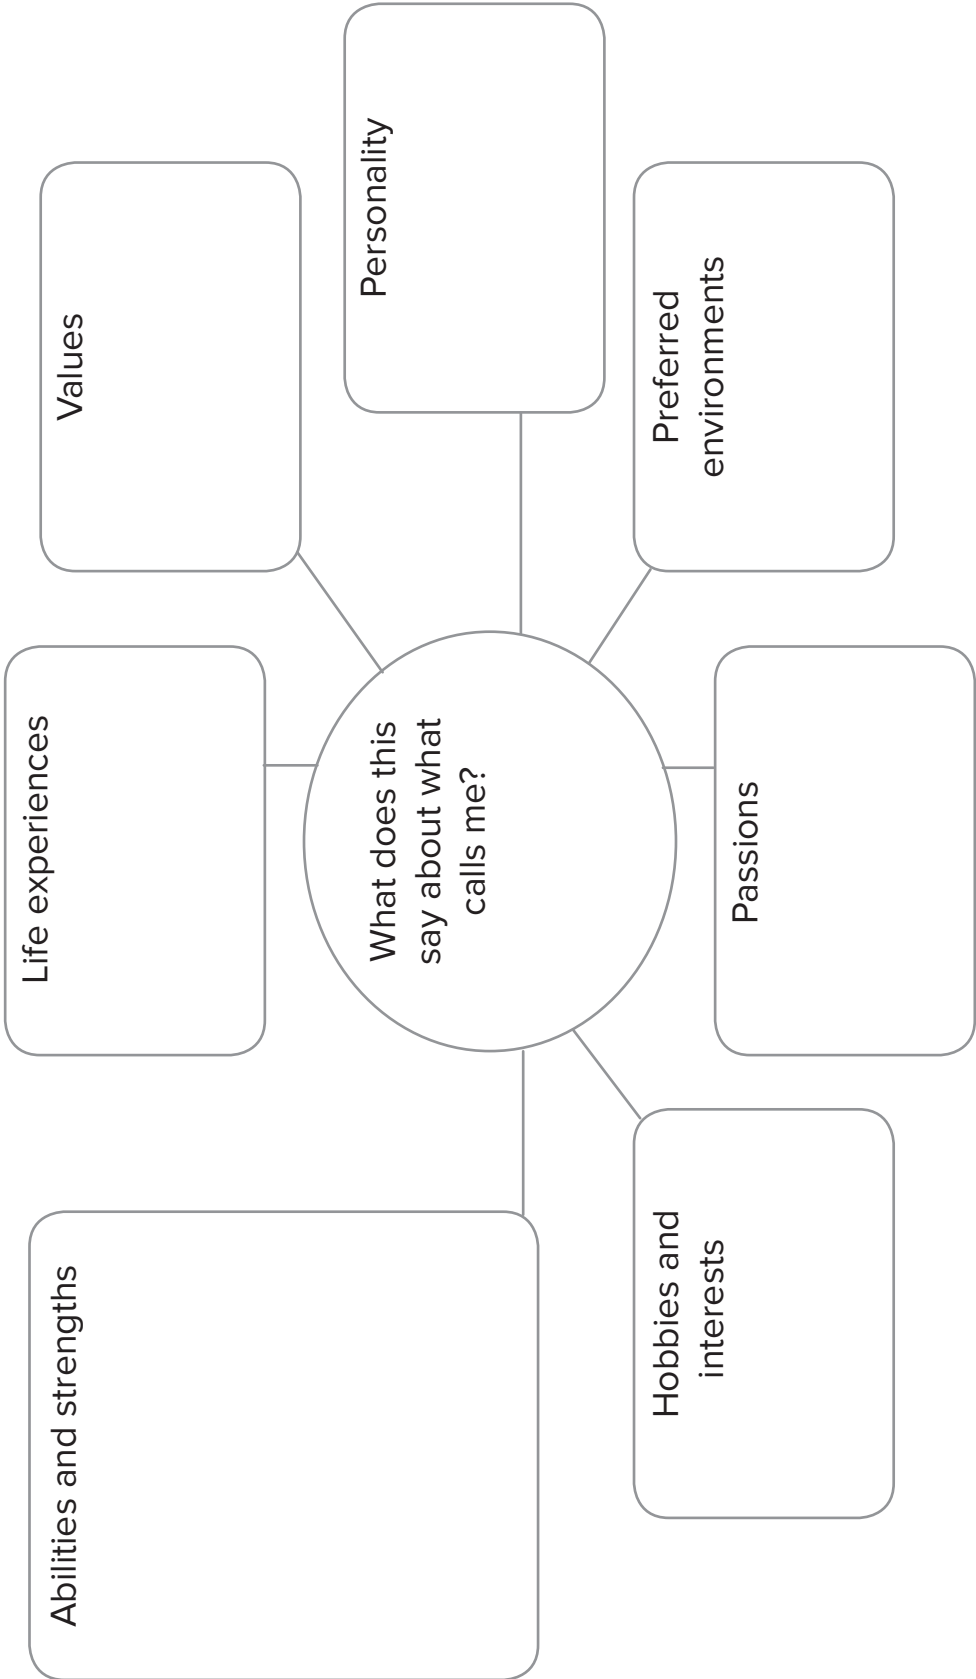 Abilities and strengths
Life experiences
Values
Personality
What does this
say about what
calls me?
Hobbies and
interests
Passions
Preferred
environments